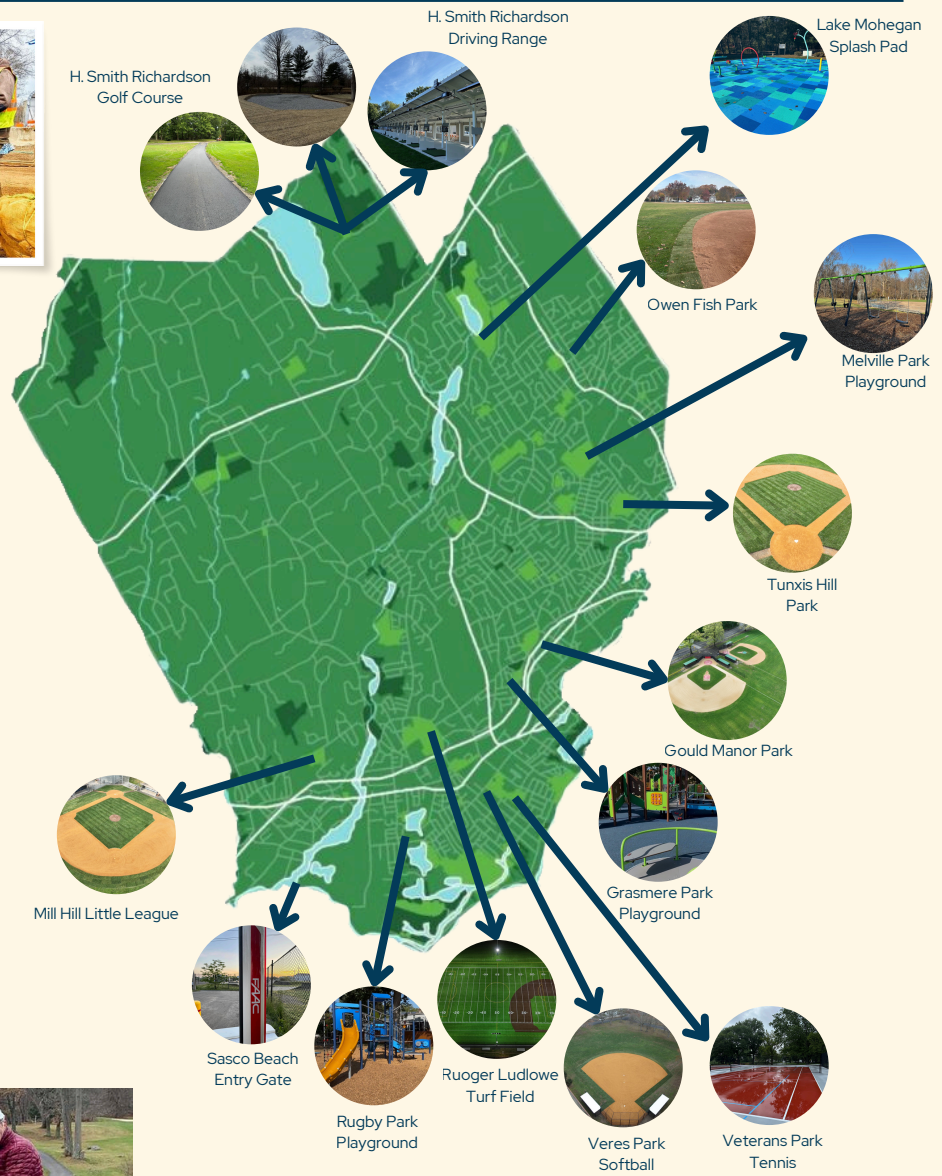 H. Smith Richardson
Driving Range
Lake Mohegan
Splash Pad
H. Smith Richardson
Golf Course
Owen Fish Park
Melville Park
Playground
Tunxis Hill
Park
Gould Manor Park
Grasmere Park
Playground
Mill Hill Little League
FAAC
Sasco Beach
Entry Gate
Ruoger Ludlowe
Turf Field
Rugby Park
Playground
Veres Park
Softball
Veterans Park
Tennis